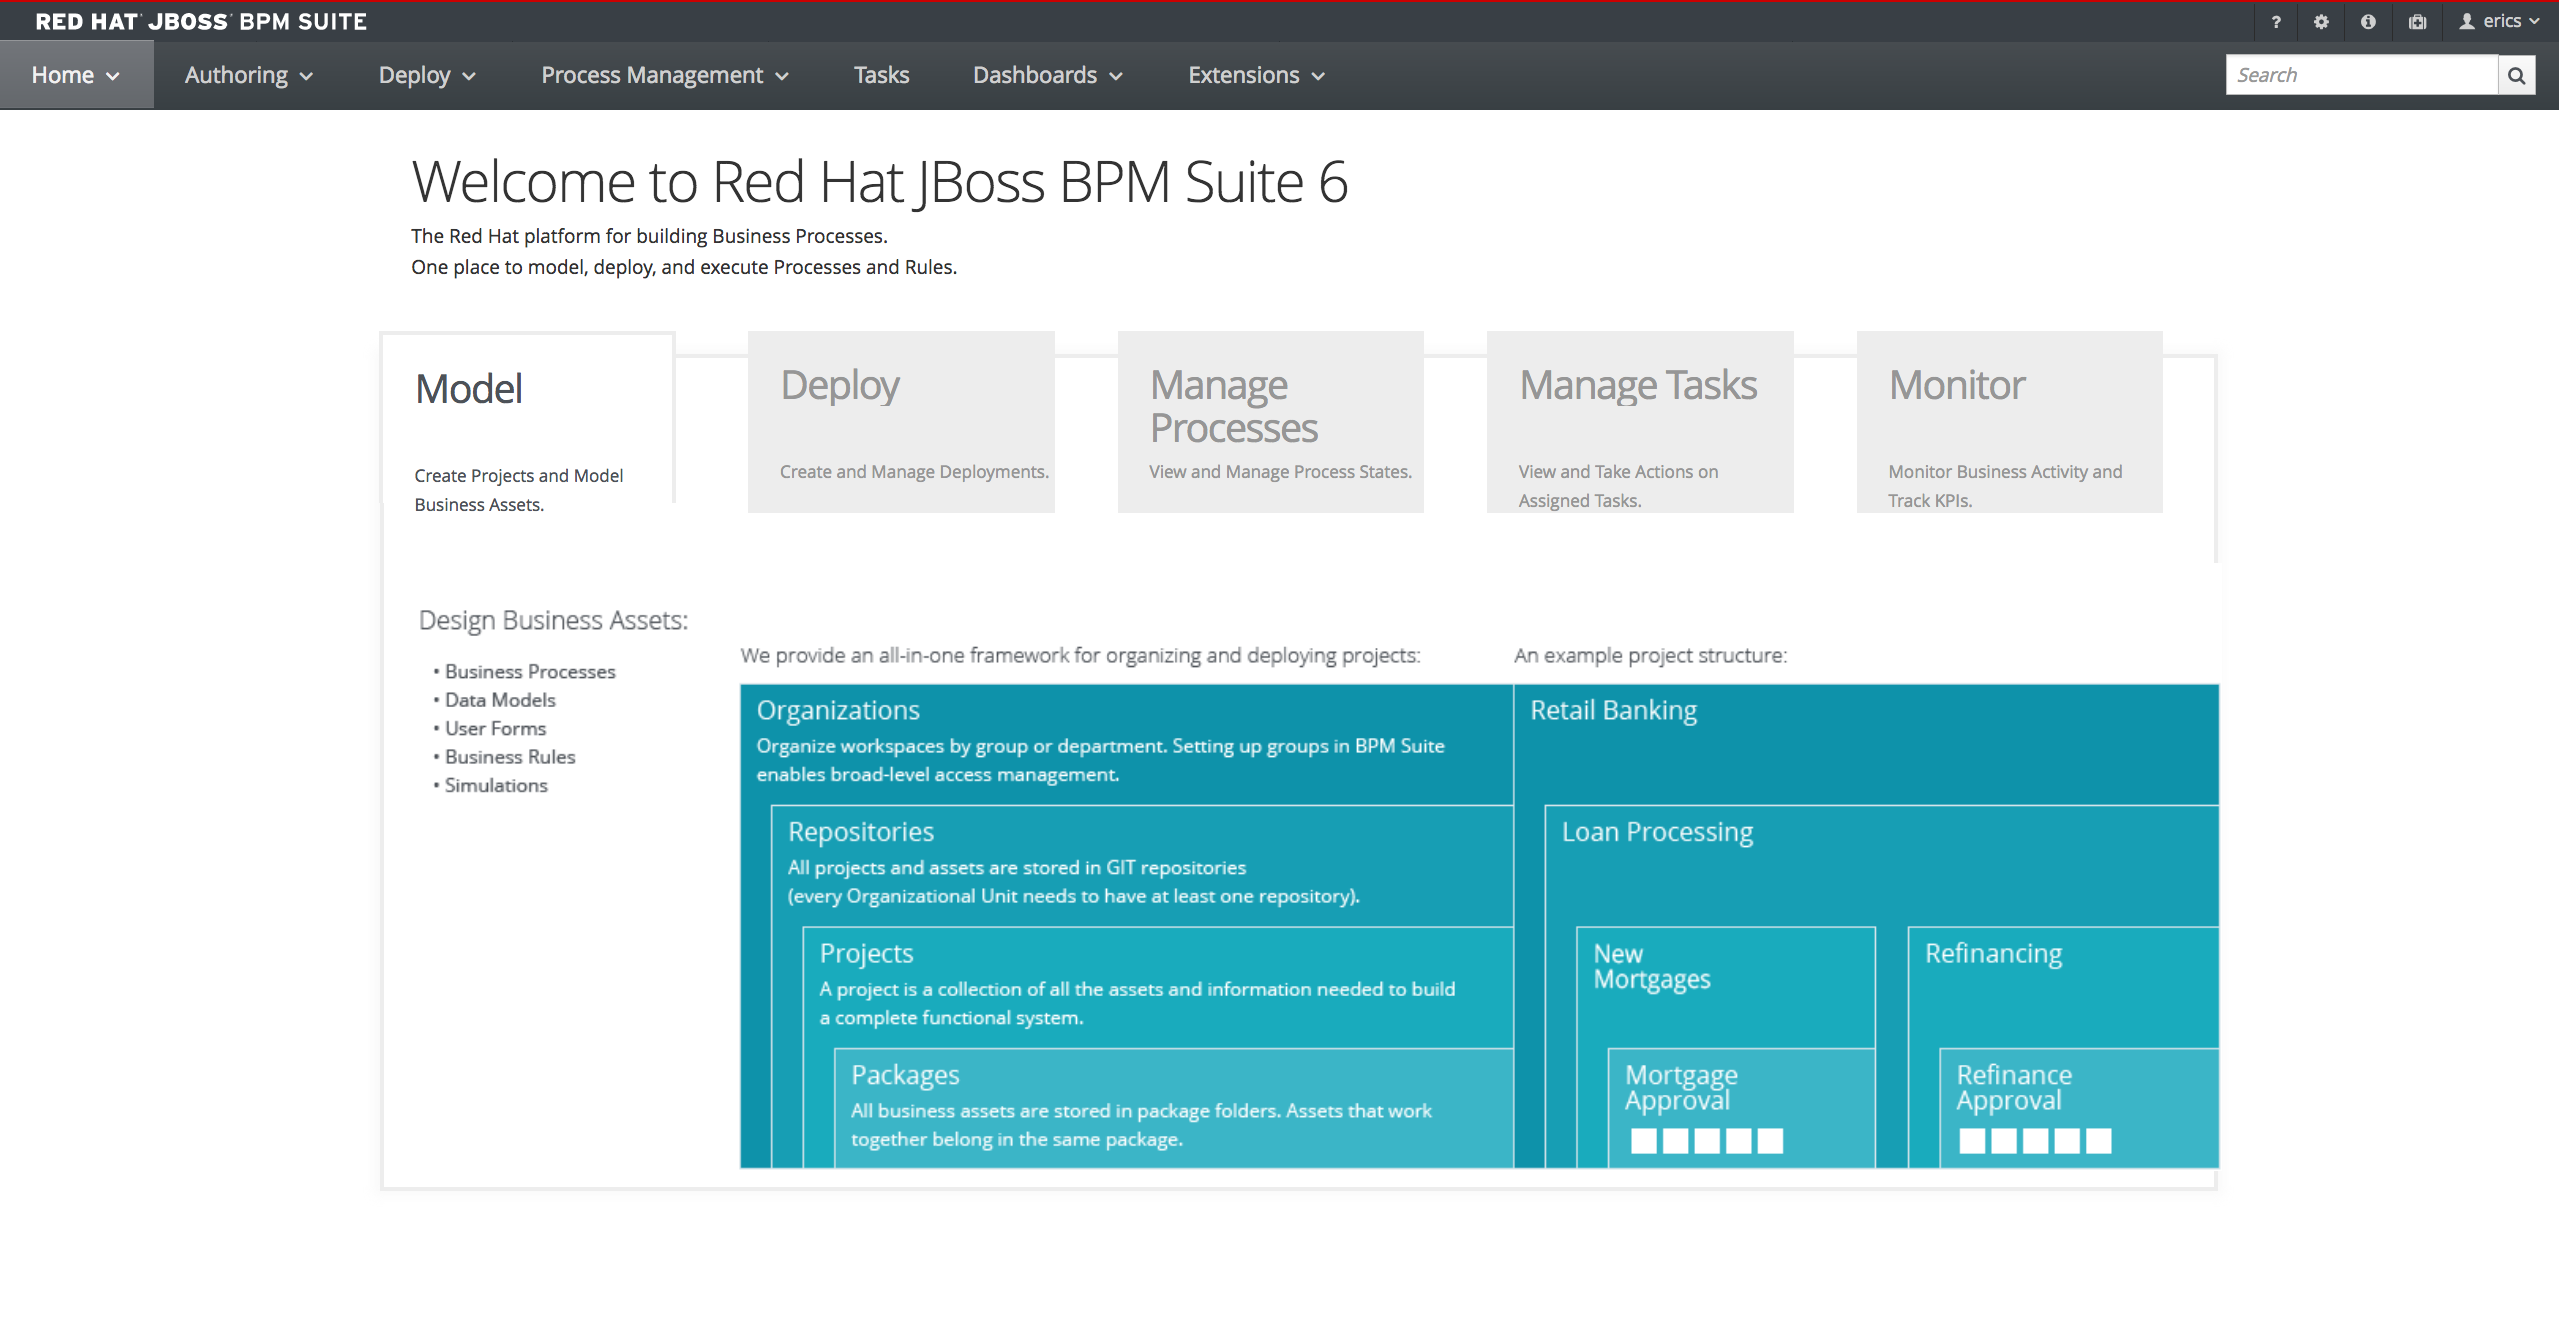 RED HAT JBOSS BPM SUITE
? erics
Home Authoring Deploy Process Management Tasks Dashboards Extensions Search
Welcome to Red Hat JBoss BPM Suite 6
The Red Hat platform for building Business Processes.
One place to model, deploy, and execute Processes and Rules.
Model
Create Projects and Model
Business Assets.
Deploy
Create and Manage Deployments.
Manage
Processes
View and Manage Process States.
Manage Tasks
View and Take Actions on
Assigned Tasks.
Monitor
Monitor Business Activity and
Track KPIs.
Design Business Assets:
• Business Processes
• Data Models
• User Forms
• Business Rules
• Simulations
We provide an all-in-one framework for organizing and deploying projects:
Organizations
Organize workspaces by group or department. Setting up groups in BPM Suite
enables broad-level access management.
Repositories
All projects and assets are stored in GIT repositories
(every Organizational Unit needs to have at least one repository).
Projects
A project is a collection of all the assets and information needed to build
a complete functional system.
Packages
All business assets are stored in package folders. Assets that work
together belong in the same package.
An example project structure:
Retail Banking
Loan Processing
New
Mortgages
Mortgage
Approval
Refinancing
Refinance
Approval